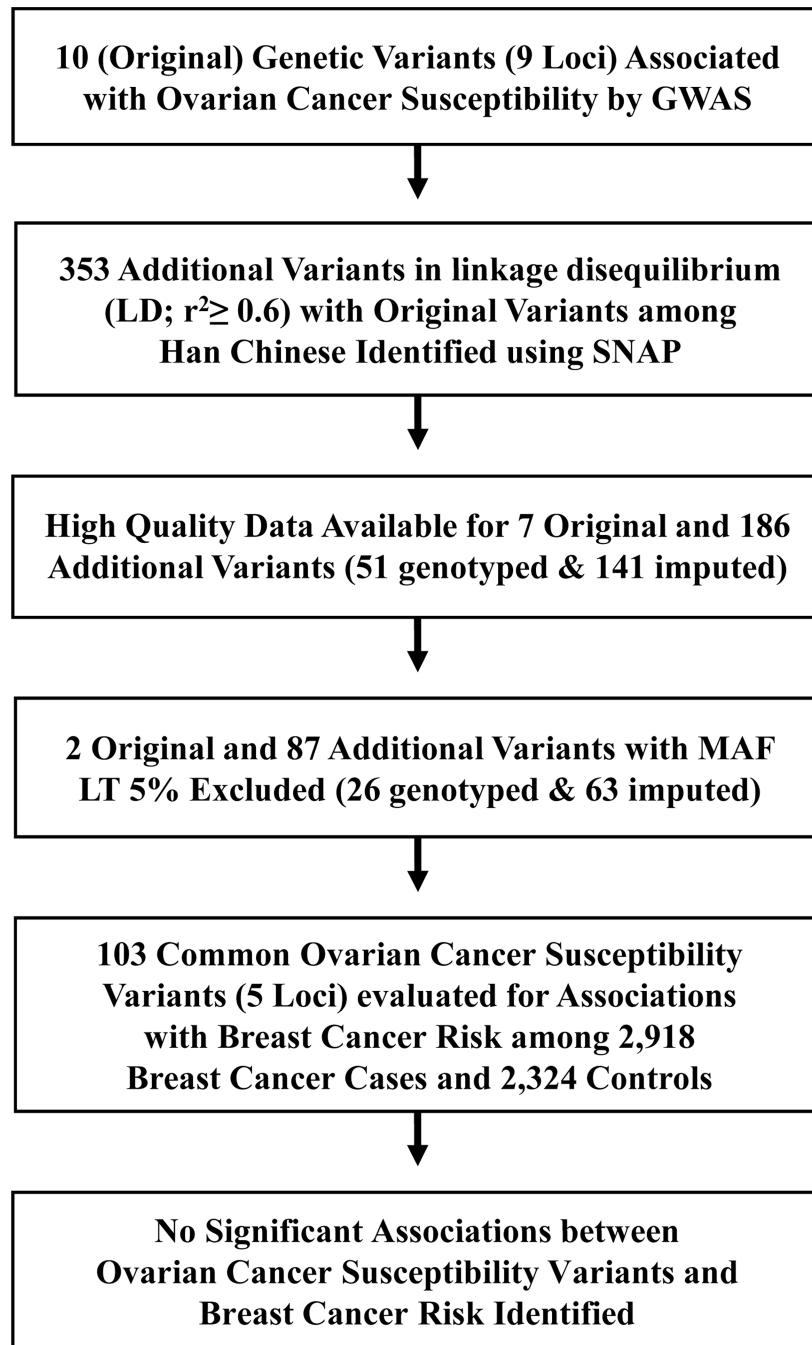 10 (Original) Genetic Variants (9 Loci) Associated
with Ovarian Cancer Susceptibility by GWAS
353 Additional Variants in linkage disequilibrium
(LD; r²≥ 0.6) with Original Variants among
Han Chinese Identified using SNAP
High Quality Data Available for 7 Original and 186
Additional Variants (51 genotyped & 141 imputed)
2 Original and 87 Additional Variants with MAF
LT 5% Excluded (26 genotyped & 63 imputed)
103 Common Ovarian Cancer Susceptibility
Variants (5 Loci) evaluated for Associations
with Breast Cancer Risk among 2,918
Breast Cancer Cases and 2,324 Controls
No Significant Associations between
Ovarian Cancer Susceptibility Variants and
Breast Cancer Risk Identified